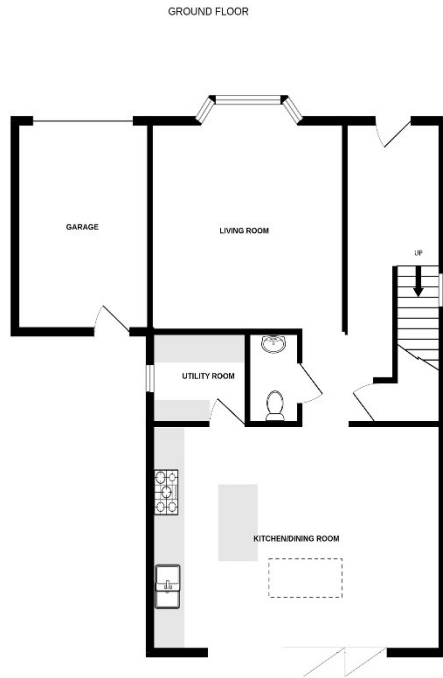 GROUND FLOOR
GARAGE
LIVING ROOM
UP
UTILITY ROOM
KITCHEN/DINING ROOM